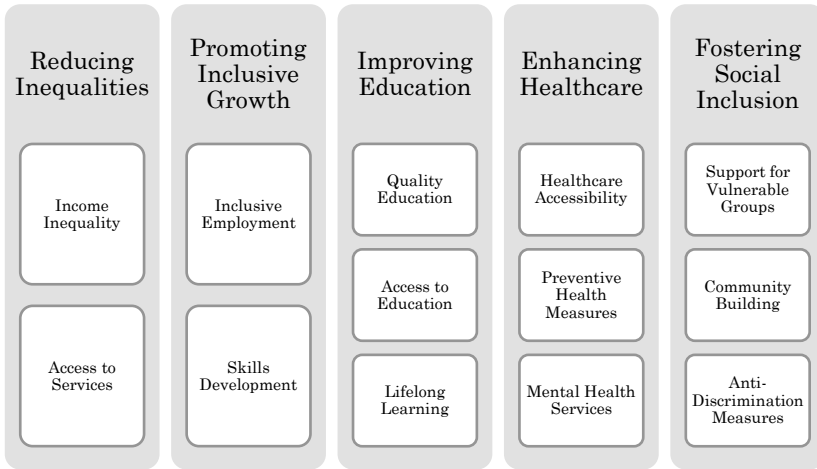 Reducing
Inequalities
Income
Inequality
Access to
Services
Promoting
Inclusive
Growth
Inclusive
Employment
Skills
Development
Improving
Education
Quality
Education
Access to
Education
Lifelong
Learning
Enhancing
Healthcare
Healthcare
Accessibility
Preventive
Health
Measures
Mental Health
Services
Fostering
Social
Inclusion
Support for
Vulnerable
Groups
Community
Building
Anti-
Discrimination
Measures